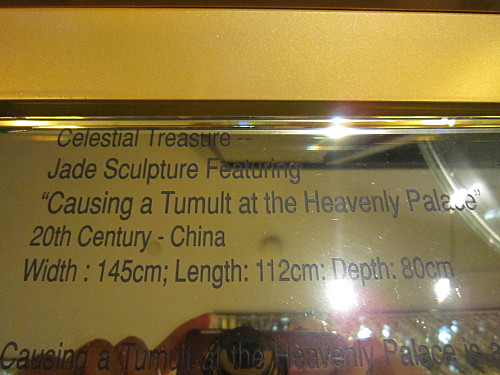 Celestial Treasure --
Jade Sculpture Featuring
"Causing a Tumult at the Heavenly Palace"
20th Century - China
Width : 145cm; Length: 112cm: Depth: 80cm
Causing a Tumult at the Heavenly Palace is a